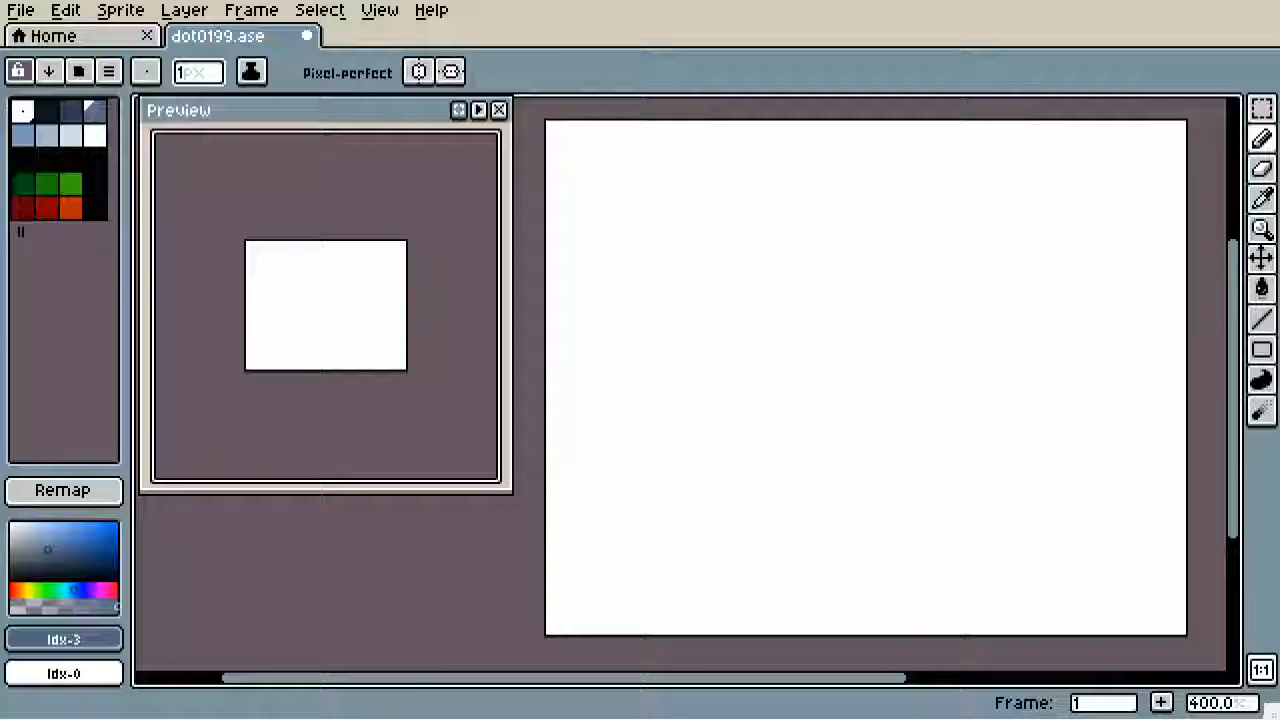 File Edit Sprite Layer Frame Select View Help
Home dot0199.ase
1px Pixel-perfect
Preview
Remap
Idx-3
Idx-0
1:1
Frame: 1 400.0